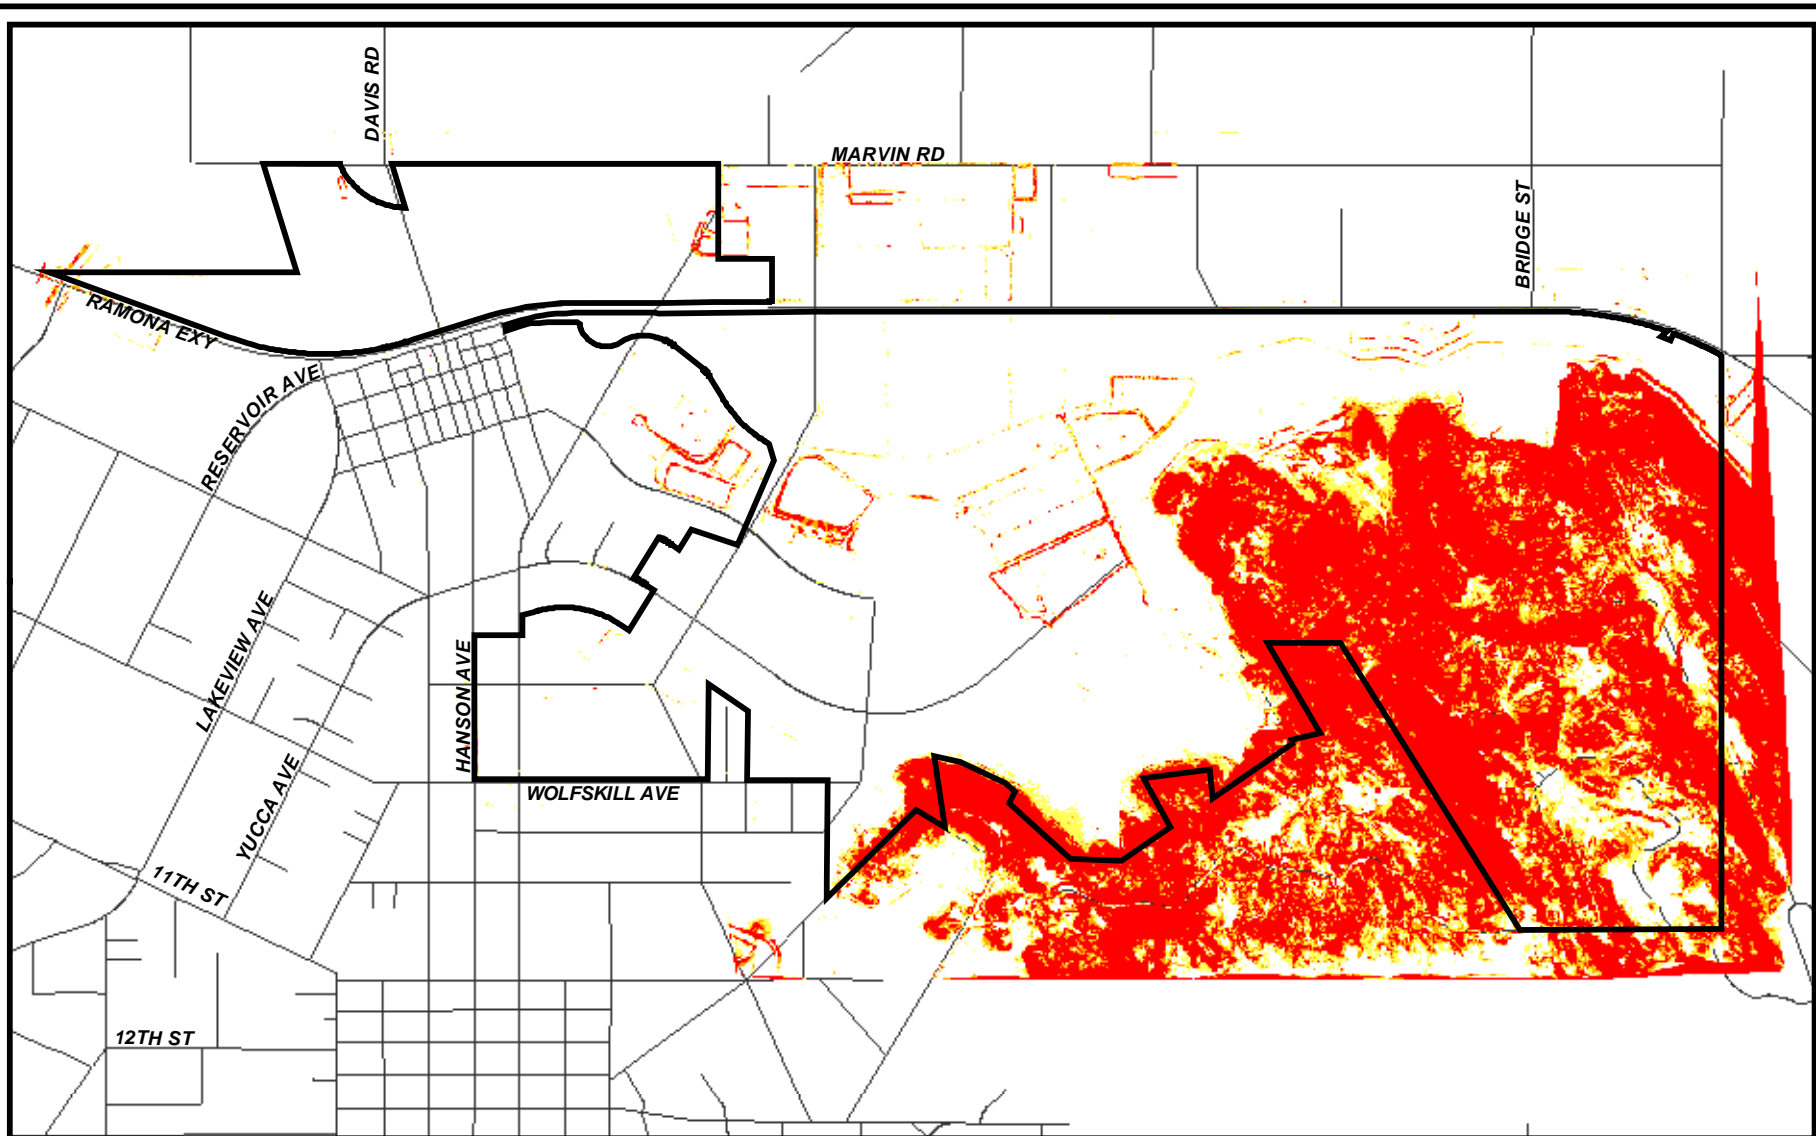 DAVIS RD
MARVIN RD
BRIDGE ST
RAMONA EXY
RESERVOIR AVE
LAKEVIEW AVE
HANSON AVE
YUCCA AVE
WOLFSKILL AVE
11TH ST
12TH ST